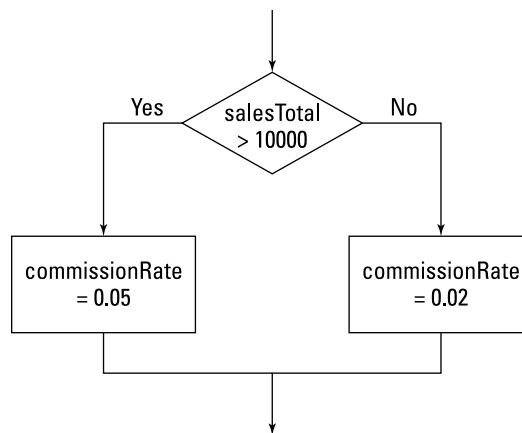 salesTotal
> 10000
Yes
No
commissionRate
= 0.05
commissionRate
= 0.02